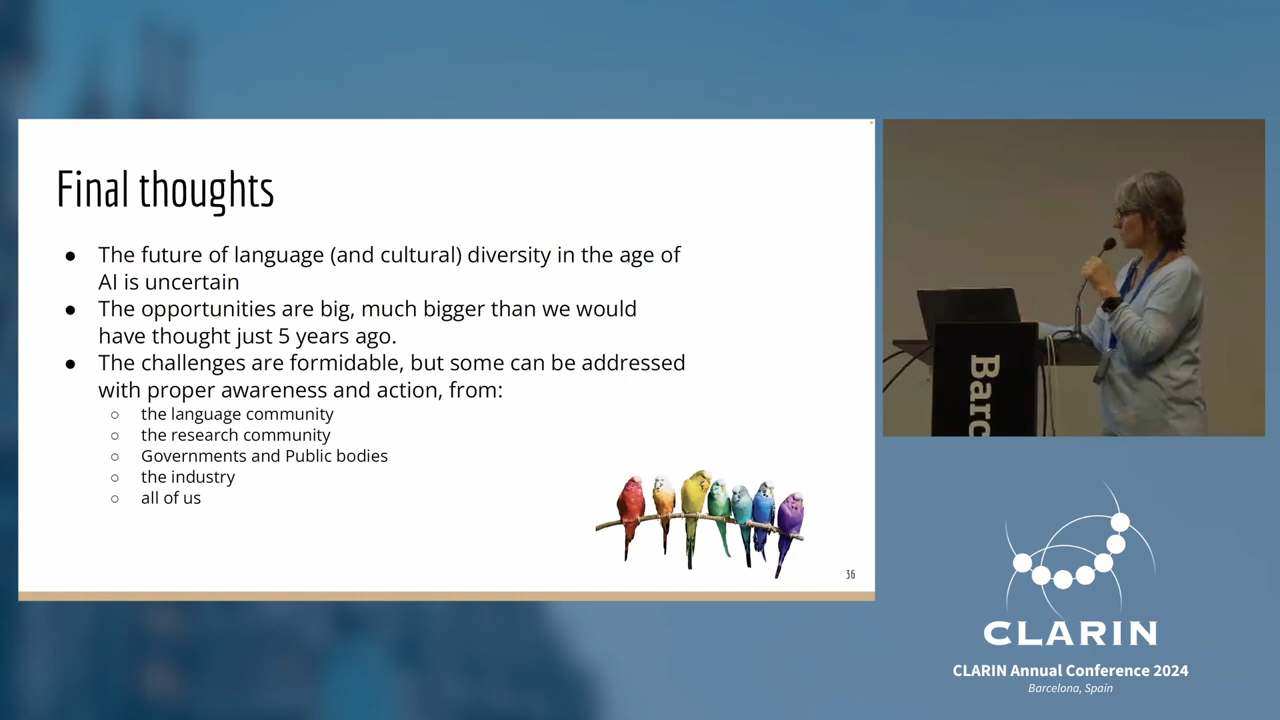 Final thoughts
● The future of language (and cultural) diversity in the age of
AI is uncertain
● The opportunities are big, much bigger than we would
have thought just 5 years ago.
● The challenges are formidable, but some can be addressed
with proper awareness and action, from:
○ the language community
○ the research community
○ Governments and Public bodies
○ the industry
○ all of us
36
Barc
CLARIN
CLARIN Annual Conference 2024
Barcelona, Spain